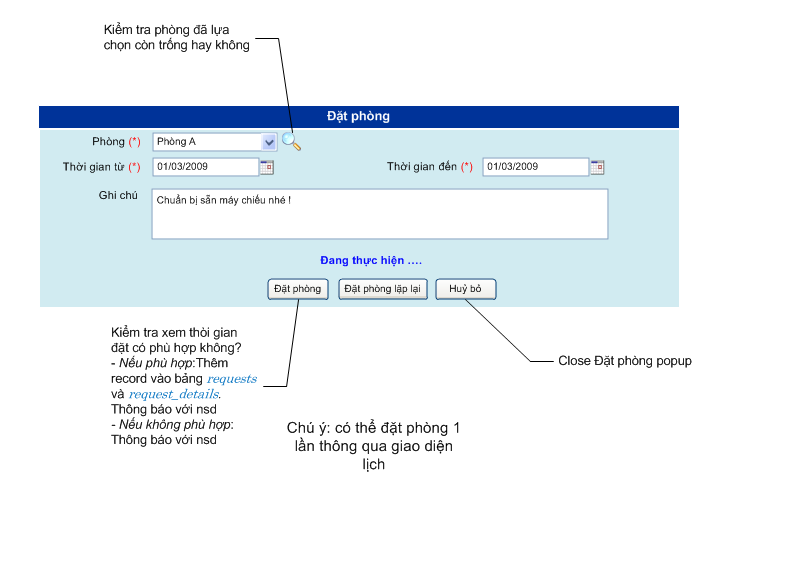 Kiểm tra phòng đã lựa
chọn còn trống hay không
Đặt phòng
Phòng (*) Phòng A
Thời gian từ (*) 01/03/2009 Thời gian đến (*) 01/03/2009
Ghi chú Chuẩn bị sẵn máy chiếu nhé !
Đang thực hiện ....
Đặt phòng Đặt phòng lặp lại Huỷ bỏ
Kiểm tra xem thời gian
đặt có phù hợp không?
- Nếu phù hợp:Thêm
record vào bảng requests
và request_details.
Thông báo với nsd
- Nếu không phù hợp:
Thông báo với nsd
Close Đặt phòng popup
Chú ý: có thể đặt phòng 1
lần thông qua giao diện
lịch